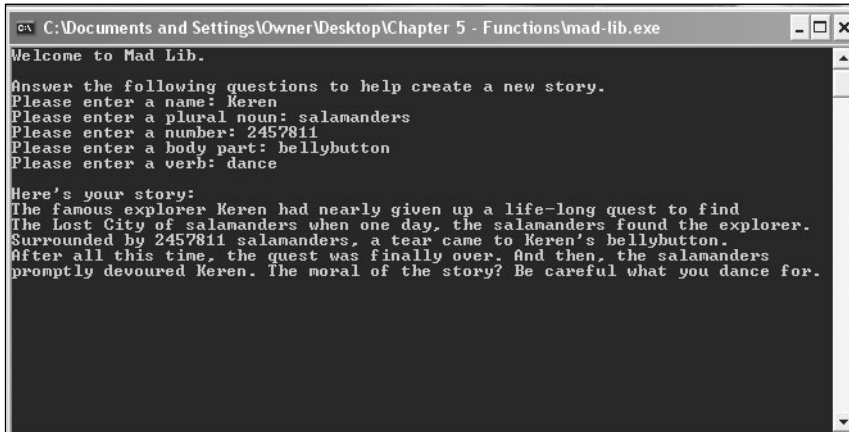 C:\Documents and Settings\Owner\Desktop\Chapter 5 - Functions\mad-lib.exe
Welcome to Mad Lib.
Answer the following questions to help create a new story.
Please enter a name: Keren
Please enter a plural noun: salamanders
Please enter a number: 2457811
Please enter a body part: bellybutton
Please enter a verb: dance
Here's your story:
The famous explorer Keren had nearly given up a life-long quest to find
The Lost City of salamanders when one day, the salamanders found the explorer.
Surrounded by 2457811 salamanders, a tear came to Keren's bellybutton.
After all this time, the quest was finally over. And then, the salamanders
promptly devoured Keren. The moral of the story? Be careful what you dance for.